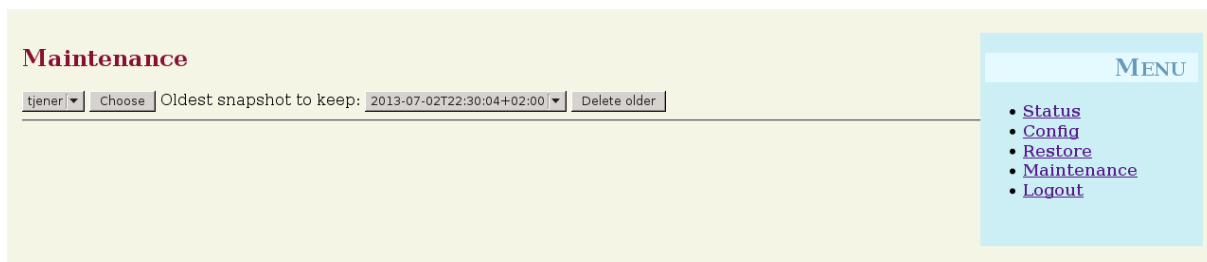 Maintenance
tjener Choose Oldest snapshot to keep: 2013-07-02T22:30:04+02:00 Delete older
MENU
Status
Config
Restore
Maintenance
Logout